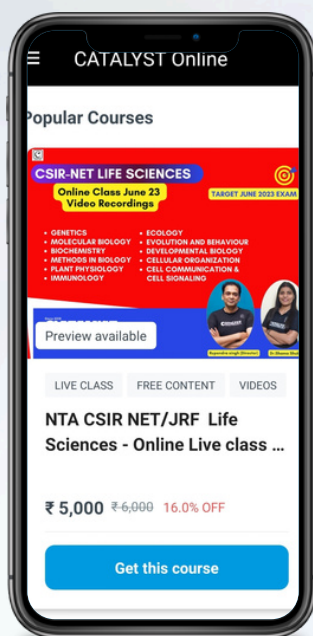 CATALYST Online
Popular Courses
CSIR-NET LIFE SCIENCES
Online Class June 23
Video Recordings
TARGET JUNE 2023 EXAM
• GENETICS
• MOLECULAR BIOLOGY
• BIOCHEMISTRY
• METHODS IN BIOLOGY
• PLANT PHYSIOLOGY
• IMMUNOLOGY
• ECOLOGY
• EVOLUTION AND BEHAVIOUR
• DEVELOPMENTAL BIOLOGY
• CELLULAR ORGANIZATION
• CELL COMMUNICATION &
CELL SIGNALING
Preview available
LIVE CLASS FREE CONTENT VIDEOS
NTA CSIR NET/JRF Life
Sciences - Online Live class ...
₹ 5,000 ₹ 6,000 16.0% OFF
Get this course